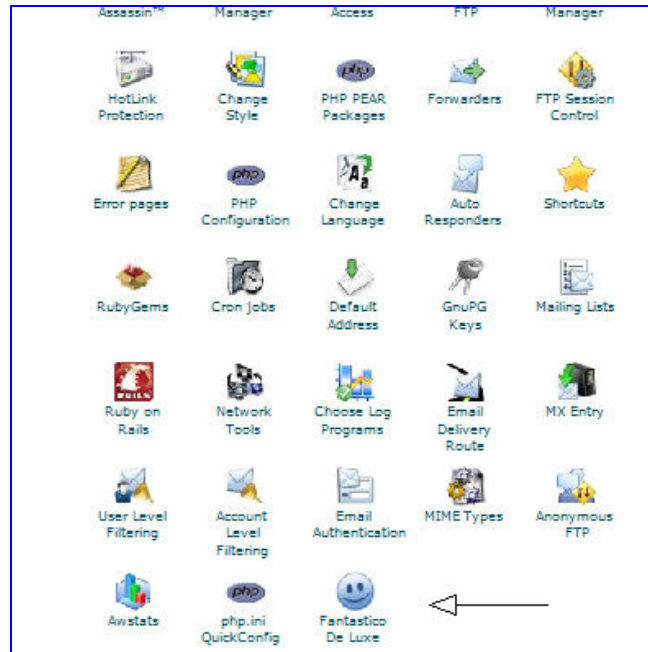 Assassin™ Manager Access FTP Manager
HotLink Protection
Change Style
PHP PEAR Packages
Forwarders
FTP Session Control
Error pages
php
PHP Configuration
Change Language
Auto Responders
Shortcuts
RubyGems
Cron jobs
Default Address
GnuPG Keys
Mailing Lists
RAILS
Ruby on Rails
Network Tools
Choose Log Programs
Email Delivery Route
MX Entry
User Level Filtering
Account Level Filtering
Email Authentication
MIME Types
Anonymous FTP
Awstats
php
php.ini QuickConfig
Fantastico De Luxe